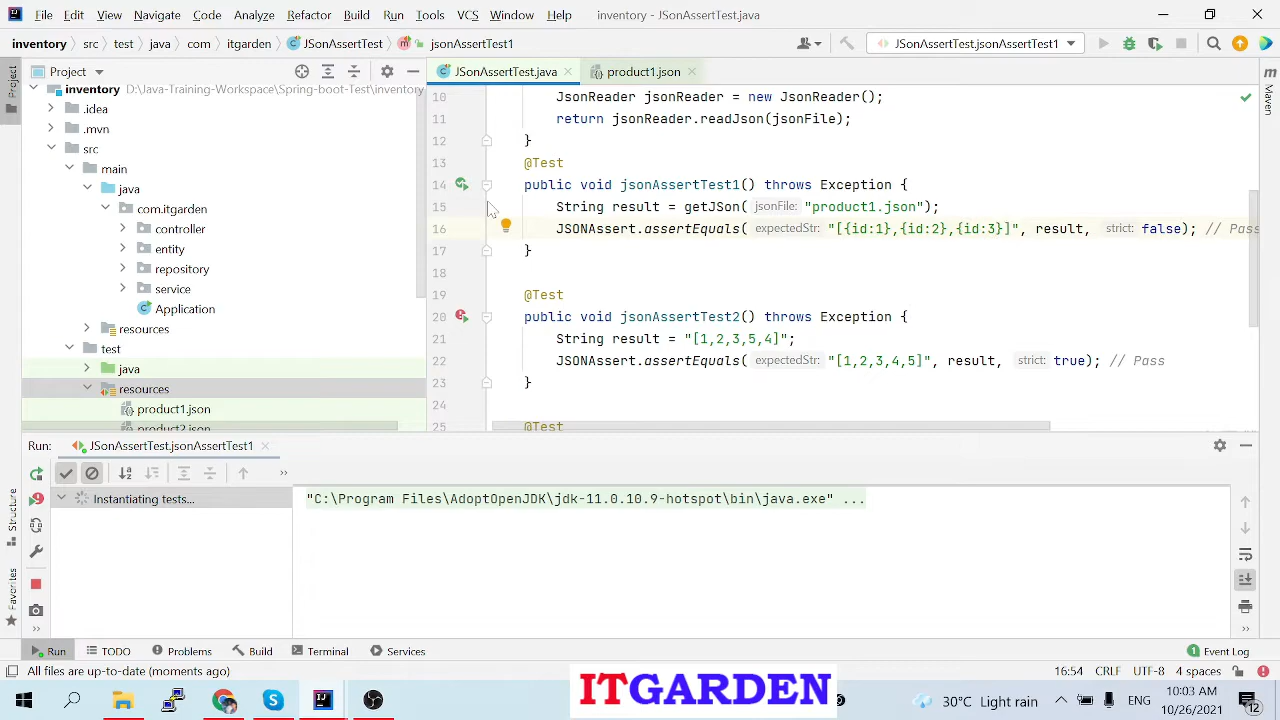 File Edit View Navigate Code Refactor Build Run Tools VCS Window Help inventory - JSonAssertTest.java
inventory src test java com itgarden JSonAssertTest jsonAssertTest1 JSonAssertTest.jsonAssertTest1
Project
JSonAssertTest.java
product1.json
Project
inventory D:\Java-Training-Workspace\Spring-boot-Test\inventory
.idea
.mvn
src
main
java
com.itgarden
controller
entity
repository
service
Application
resources
test
java
resources
product1.json
product2.json
10 JsonReader jsonReader = new JsonReader();
11 return jsonReader.readJson(jsonFile);
12 }
13 @Test
14 public void jsonAssertTest1() throws Exception {
15 String result = getJSon( jsonFile: "product1.json");
16 JSONAssert.assertEquals( expectedStr: "[{id:1},{id:2},{id:3}]", result, strict: false); // Pass
17 }
18
19 @Test
20 public void jsonAssertTest2() throws Exception {
21 String result = "[1,2,3,5,4]";
22 JSONAssert.assertEquals( expectedStr: "[1,2,3,4,5]", result, strict: true); // Pass
23 }
24
25 @Test
Maven
Run: JSonAssertTest.jsonAssertTest1
Instantiating tests...
"C:\Program Files\AdoptOpenJDK\jdk-11.0.10.9-hotspot\bin\java.exe" ...
Structure
Favorites
Run TODO Problems Build Terminal Services 1 Event Log
All files are up-to-date (moments ago) 16:54 CRLF UTF-8 4 spaces
ITGARDEN
30°C Light rain ENG 10:03 AM
10/26/2021
12